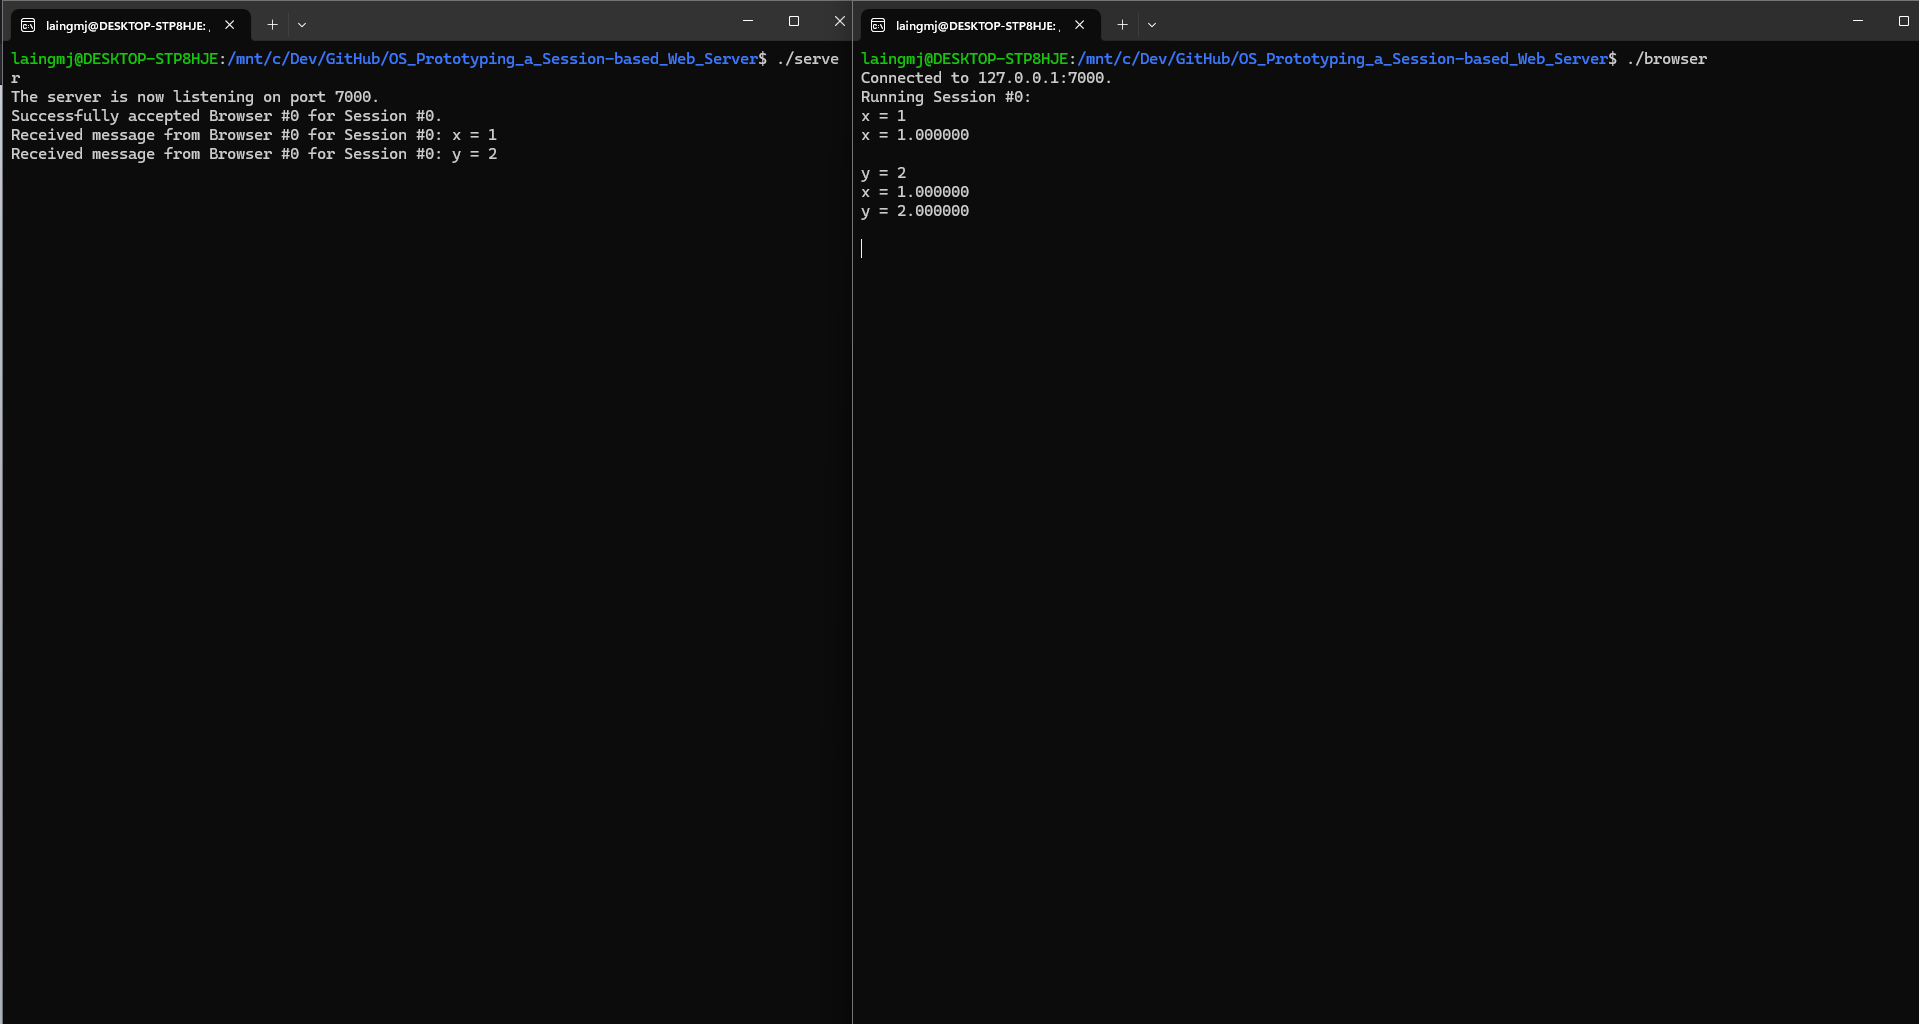 laingmj@DESKTOP-STP8HJE:
laingmj@DESKTOP-STP8HJE:/mnt/c/Dev/GitHub/OS_Prototyping_a_Session-based_Web_Server$ ./serve
r
The server is now listening on port 7000.
Successfully accepted Browser #0 for Session #0.
Received message from Browser #0 for Session #0: x = 1
Received message from Browser #0 for Session #0: y = 2
laingmj@DESKTOP-STP8HJE:
laingmj@DESKTOP-STP8HJE:/mnt/c/Dev/GitHub/OS_Prototyping_a_Session-based_Web_Server$ ./browser
Connected to 127.0.0.1:7000.
Running Session #0:
x = 1
x = 1.000000
y = 2
x = 1.000000
y = 2.000000